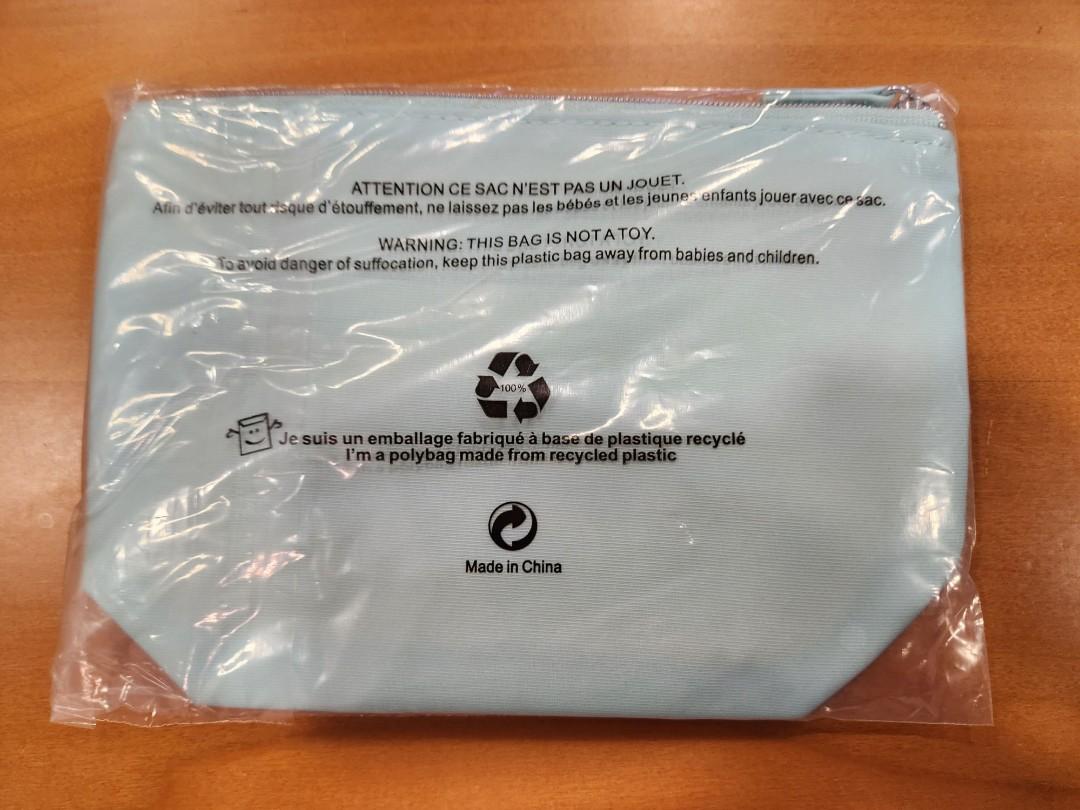 ATTENTION CE SAC N'EST PAS UN JOUET.
Afin d'éviter tout risque d'étouffement, ne laissez pas les bébés et les jeunes enfants jouer avec ce sac.
WARNING: THIS BAG IS NOT A TOY.
To avoid danger of suffocation, keep this plastic bag away from babies and children.
100%
Je suis un emballage fabriqué à base de plastique recyclé
I'm a polybag made from recycled plastic
Made in China